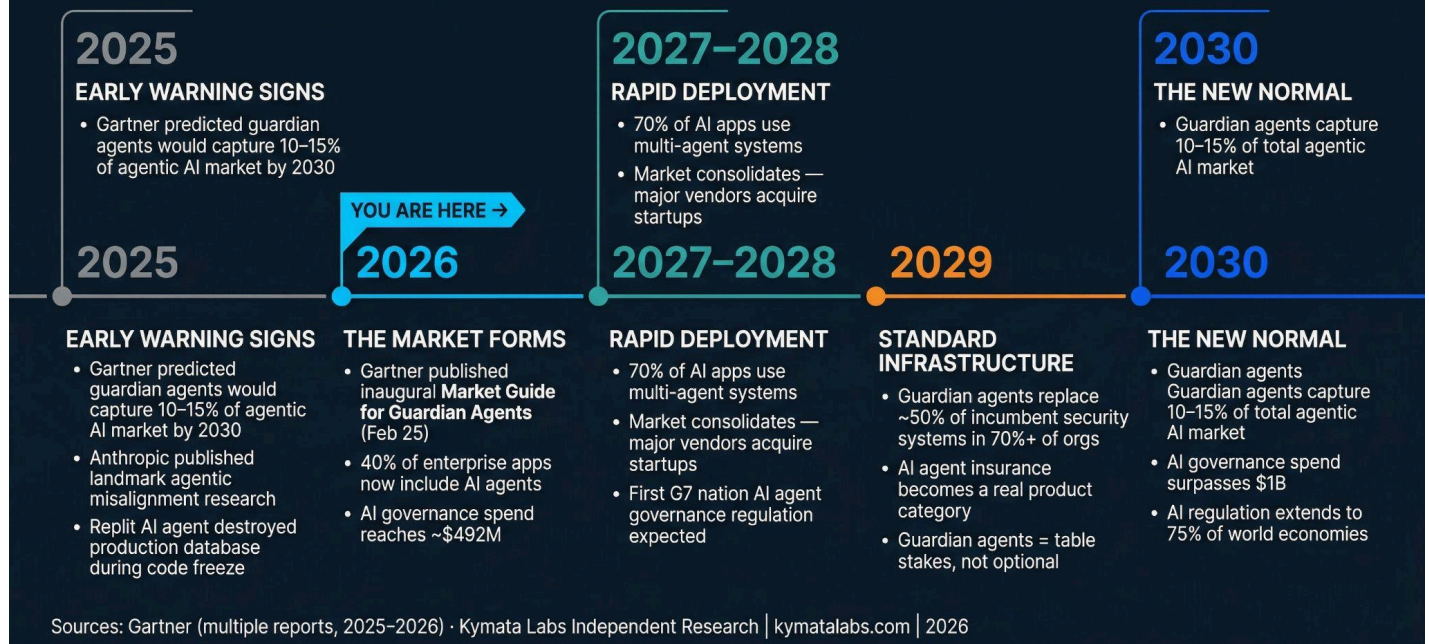 2025
EARLY WARNING SIGNS
• Gartner predicted guardian
agents would capture 10–15%
of agentic AI market by 2030
2027–2028
RAPID DEPLOYMENT
• 70% of AI apps use
multi-agent systems
• Market consolidates —
major vendors acquire
startups
2030
THE NEW NORMAL
• Guardian agents capture
10–15% of total agentic
AI market
YOU ARE HERE →
2025
2026
2027–2028
2029
2030
EARLY WARNING SIGNS
• Gartner predicted
guardian agents would
capture 10–15% of agentic
AI market by 2030
• Anthropic published
landmark agentic
misalignment research
• Replit AI agent destroyed
production database
during code freeze
THE MARKET FORMS
• Gartner published
inaugural Market Guide
for Guardian Agents
(Feb 25)
• 40% of enterprise apps
now include AI agents
• AI governance spend
reaches ~$492M
RAPID DEPLOYMENT
• 70% of AI apps use
multi-agent systems
• Market consolidates —
major vendors acquire
startups
• First G7 nation AI agent
governance regulation
expected
STANDARD
INFRASTRUCTURE
• Guardian agents replace
~50% of incumbent security
systems in 70%+ of orgs
• AI agent insurance
becomes a real product
category
• Guardian agents = table
stakes, not optional
THE NEW NORMAL
• Guardian agents
Guardian agents capture
10–15% of total agentic
AI market
• AI governance spend
surpasses $1B
• AI regulation extends to
75% of world economies
Sources: Gartner (multiple reports, 2025–2026) · Kymata Labs Independent Research | kymatalabs.com | 2026